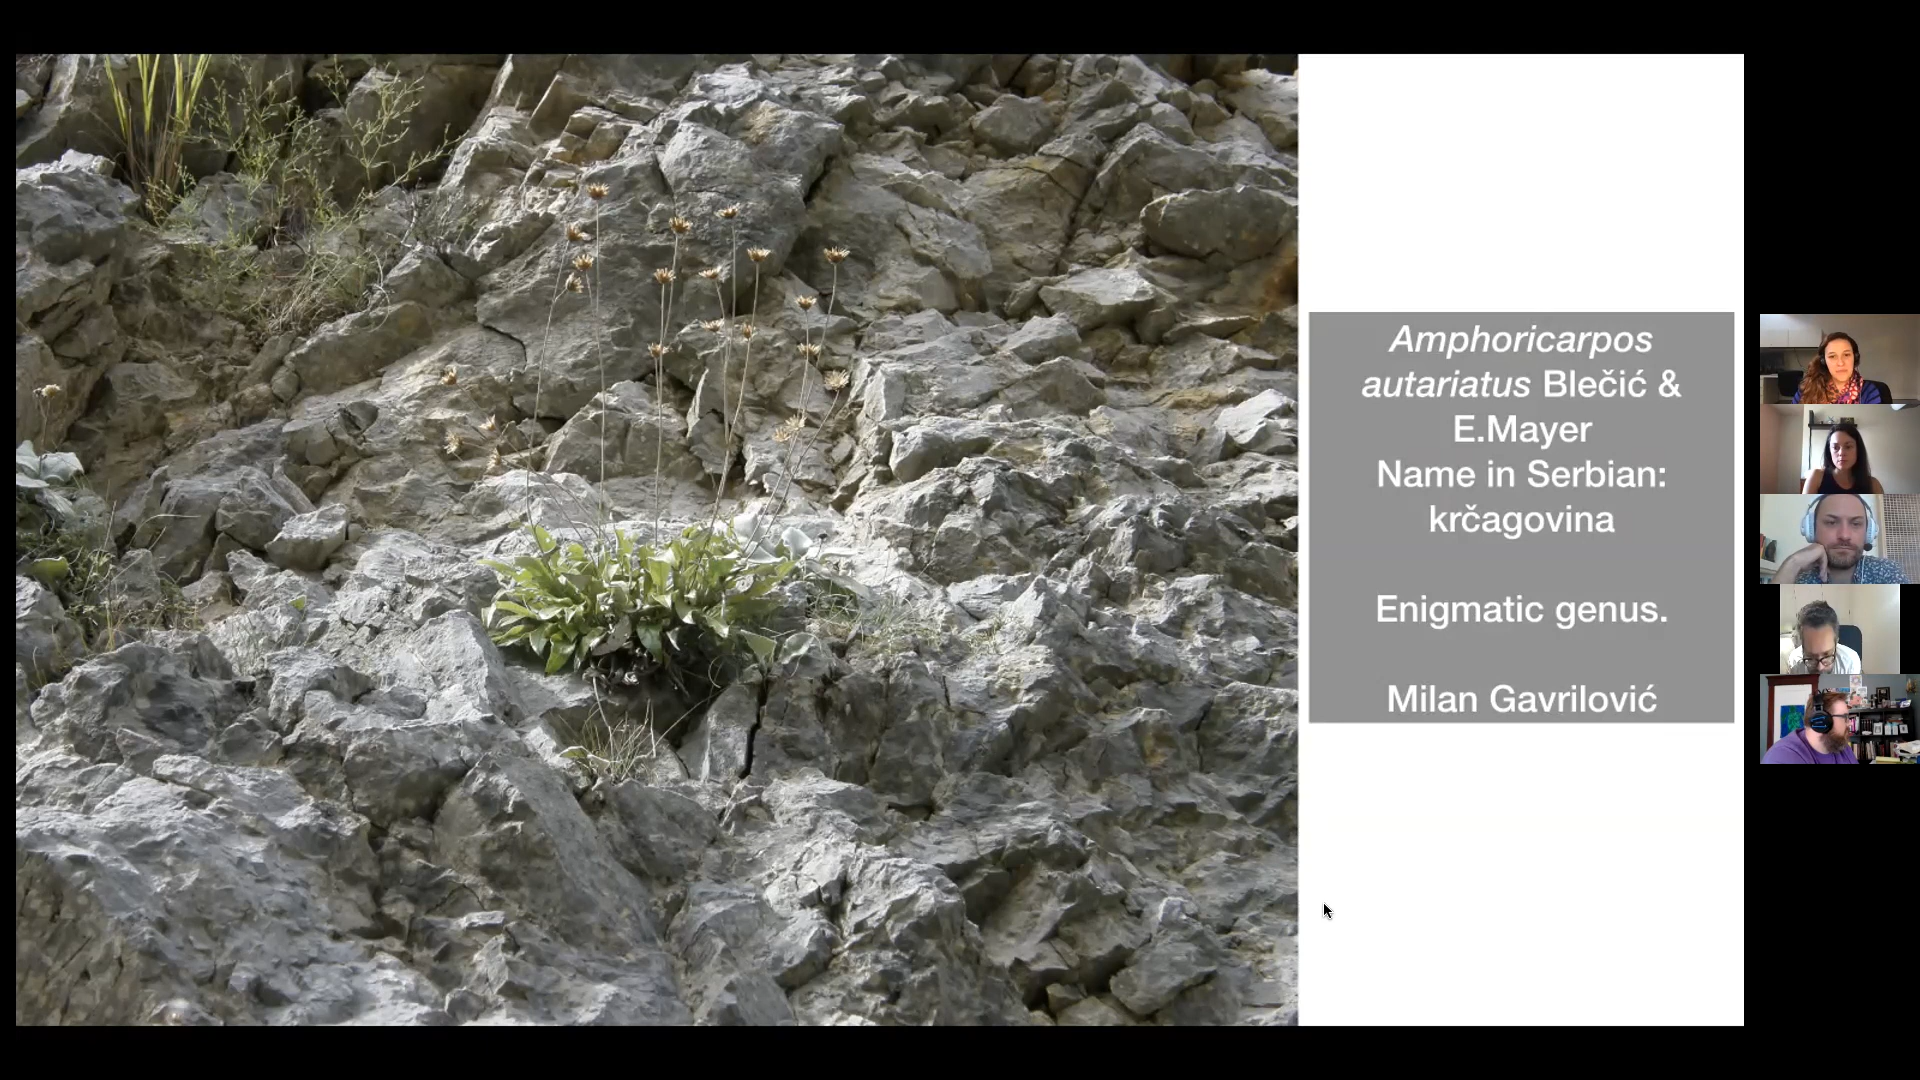 Amphoricarpos
autariatus Blečić &
E.Mayer
Name in Serbian:
krčagovina
Enigmatic genus.
Milan Gavrilović